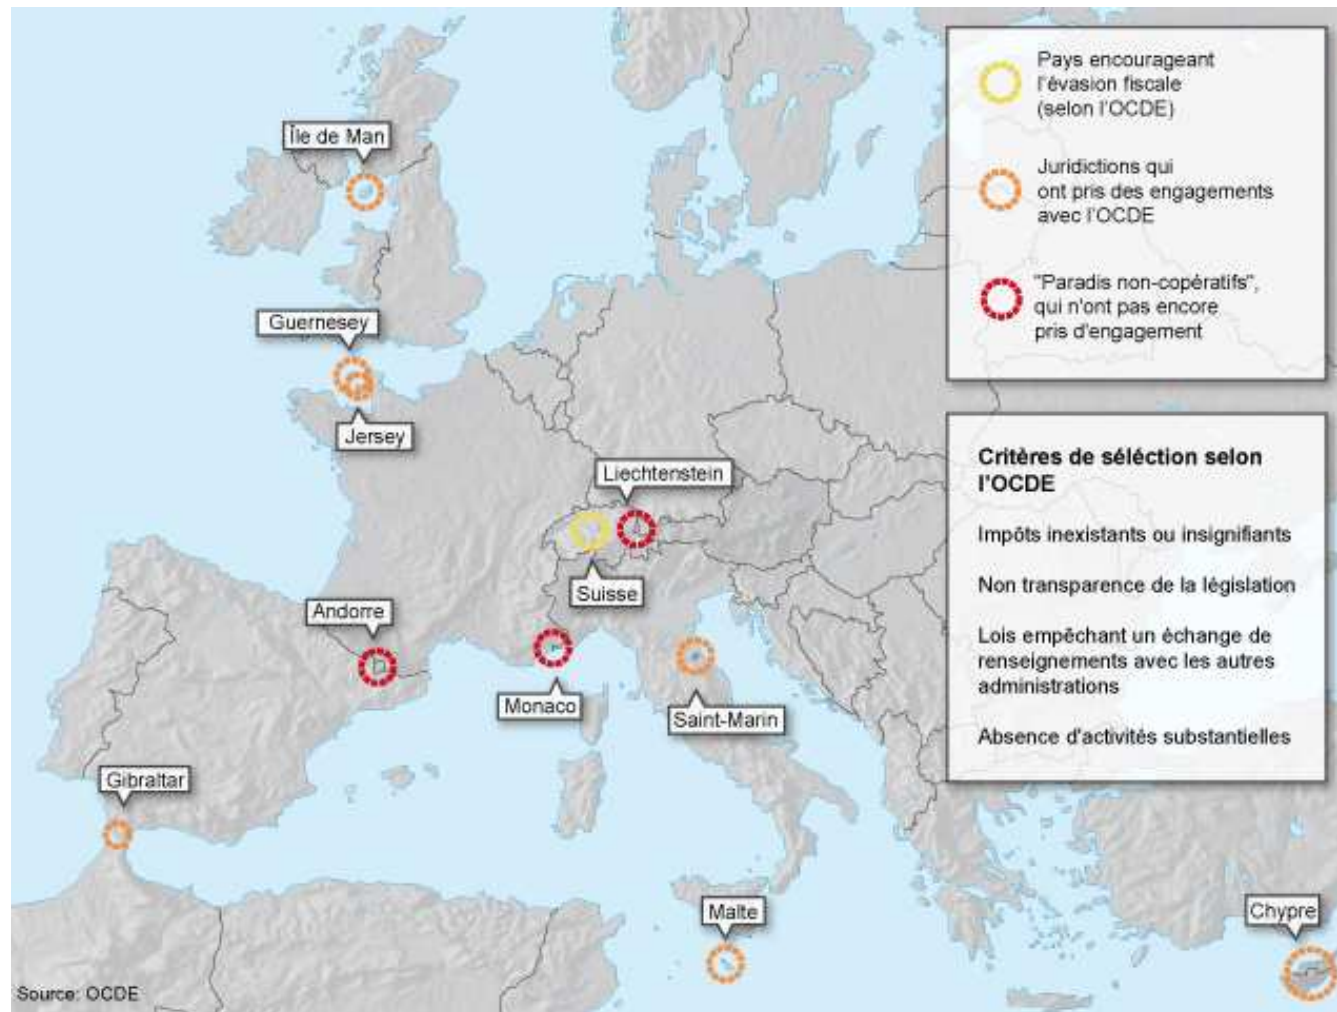 Île de Man
Guernesey
Jersey
Liechtenstein
Suisse
Andorre
Monaco
Saint-Marin
Gibraltar
Malte
Chypre
Source: OCDE
Pays encourageant
l'évasion fiscale
(selon l'OCDE)
Juridictions qui
ont pris des engagements
avec l'OCDE
"Paradis non-copératifs",
qui n'ont pas encore
pris d'engagement
Critères de séléction selon
l'OCDE
Impôts inexistants ou insignifiants
Non transparence de la législation
Lois empêchant un échange de
renseignements avec les autres
administrations
Absence d'activités substantielles